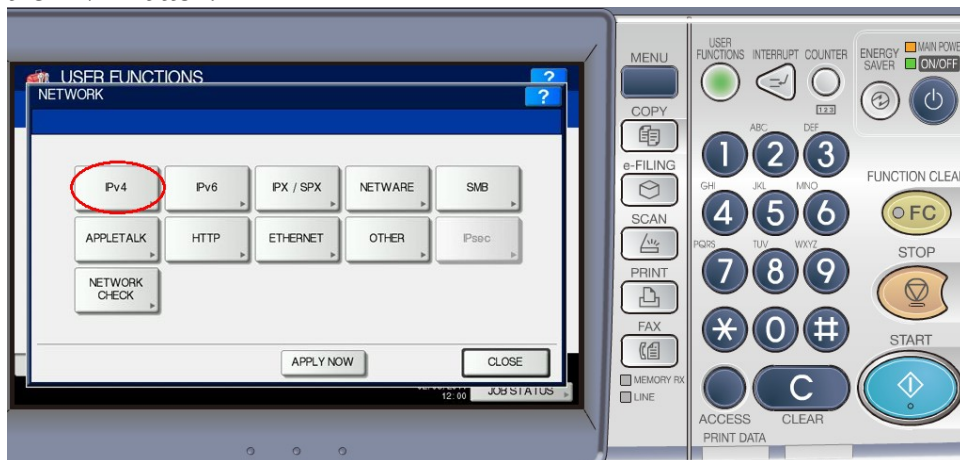 USER FUNCTIONS
?
NETWORK
?
IPv4
IPv6
IPX / SPX
NETWARE
SMB
APPLETALK
HTTP
ETHERNET
OTHER
IPsec
NETWORK
CHECK
APPLY NOW
CLOSE
12:00
JOB STATUS
MENU
COPY
e-FILING
SCAN
PRINT
FAX
MEMORY RX
LINE
USER
FUNCTIONS
INTERRUPT
COUNTER
123
ENERGY
SAVER
MAIN POWE
ON/OFF
ABC
DEF
1
2
3
GHI
JKL
MNO
4
5
6
PQRS
TUV
WXYZ
7
8
9
0
#
ACCESS
C
CLEAR
PRINT DATA
FUNCTION CLEA
FC
STOP
START